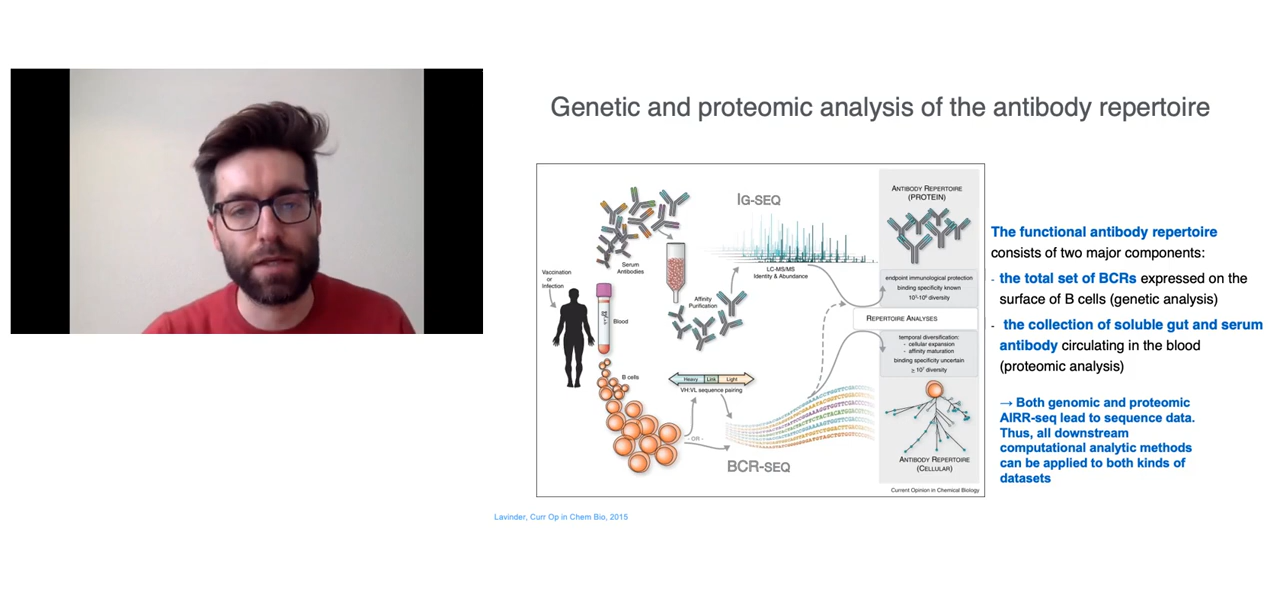 Genetic and proteomic analysis of the antibody repertoire
IG-SEQ
ANTIBODY REPERTOIRE
(PROTEIN)
Serum
Antibodies
LC-MS/MS
Identity & Abundance
Vaccination
or
Infection
Affinity
Purification
Blood
endpoint immunological protection
binding specificity known
REPERTOIRE ANALYSES
temporal diversification:
- cellular expansion
- affinity maturation
binding specificity uncertain
≥ 10⁷ diversity
B cells
Heavy Link Light
VH:VL sequence pairing
- OR -
BCR-SEQ
ANTIBODY REPERTOIRE
(CELLULAR)
Current Opinion in Chemical Biology
The functional antibody repertoire
consists of two major components:
- the total set of BCRs expressed on the
surface of B cells (genetic analysis)
- the collection of soluble gut and serum
antibody circulating in the blood
(proteomic analysis)
→ Both genomic and proteomic
AIRR-seq lead to sequence data.
Thus, all downstream
computational analytic methods
can be applied to both kinds of
datasets
Lavinder, Curr Op in Chem Bio, 2015